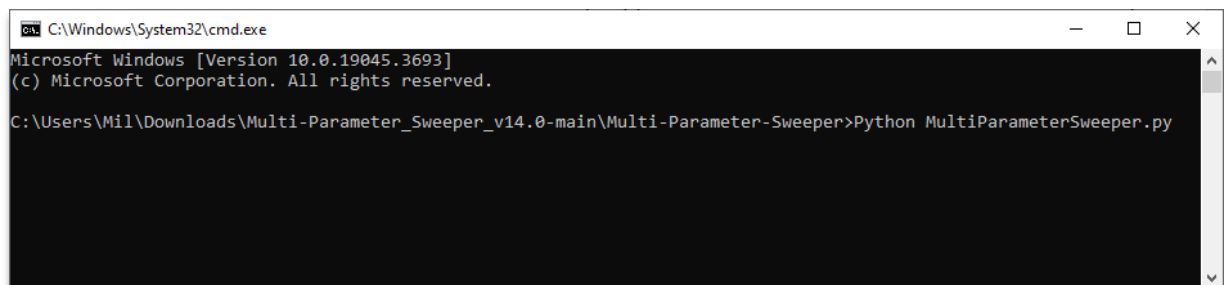 C:\Windows\System32\cmd.exe
Microsoft Windows [Version 10.0.19045.3693]
(c) Microsoft Corporation. All rights reserved.
C:\Users\Mil\Downloads\Multi-Parameter_Sweeper_v14.0-main\Multi-Parameter-Sweeper>Python MultiParameterSweeper.py